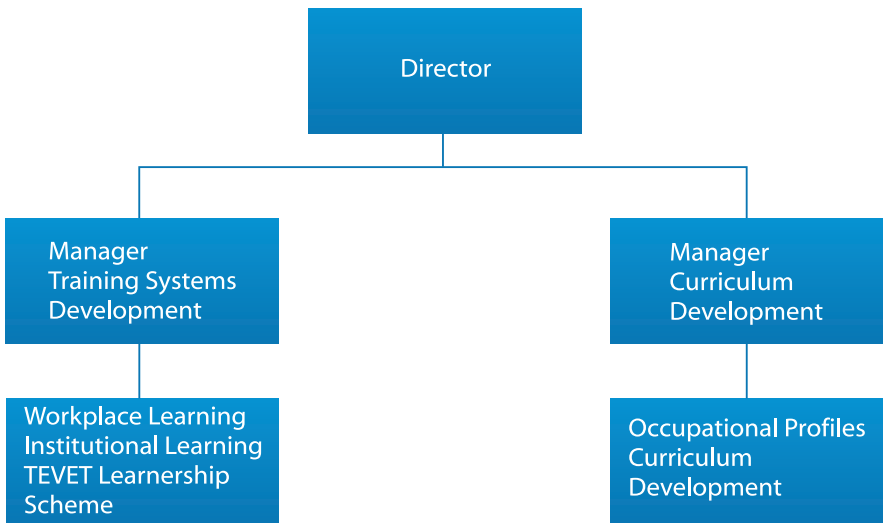 Director
Manager
Training Systems
Development
Manager
Curriculum
Development
Workplace Learning
Institutional Learning
TEVET Learnership
Scheme
Occupational Profiles
Curriculum
Development